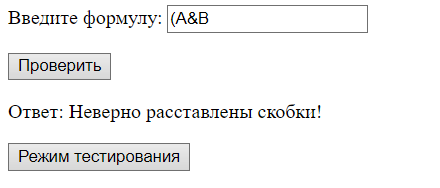 Введите формулу: (A&B
Проверить
Ответ: Неверно расставлены скобки!
Режим тестирования